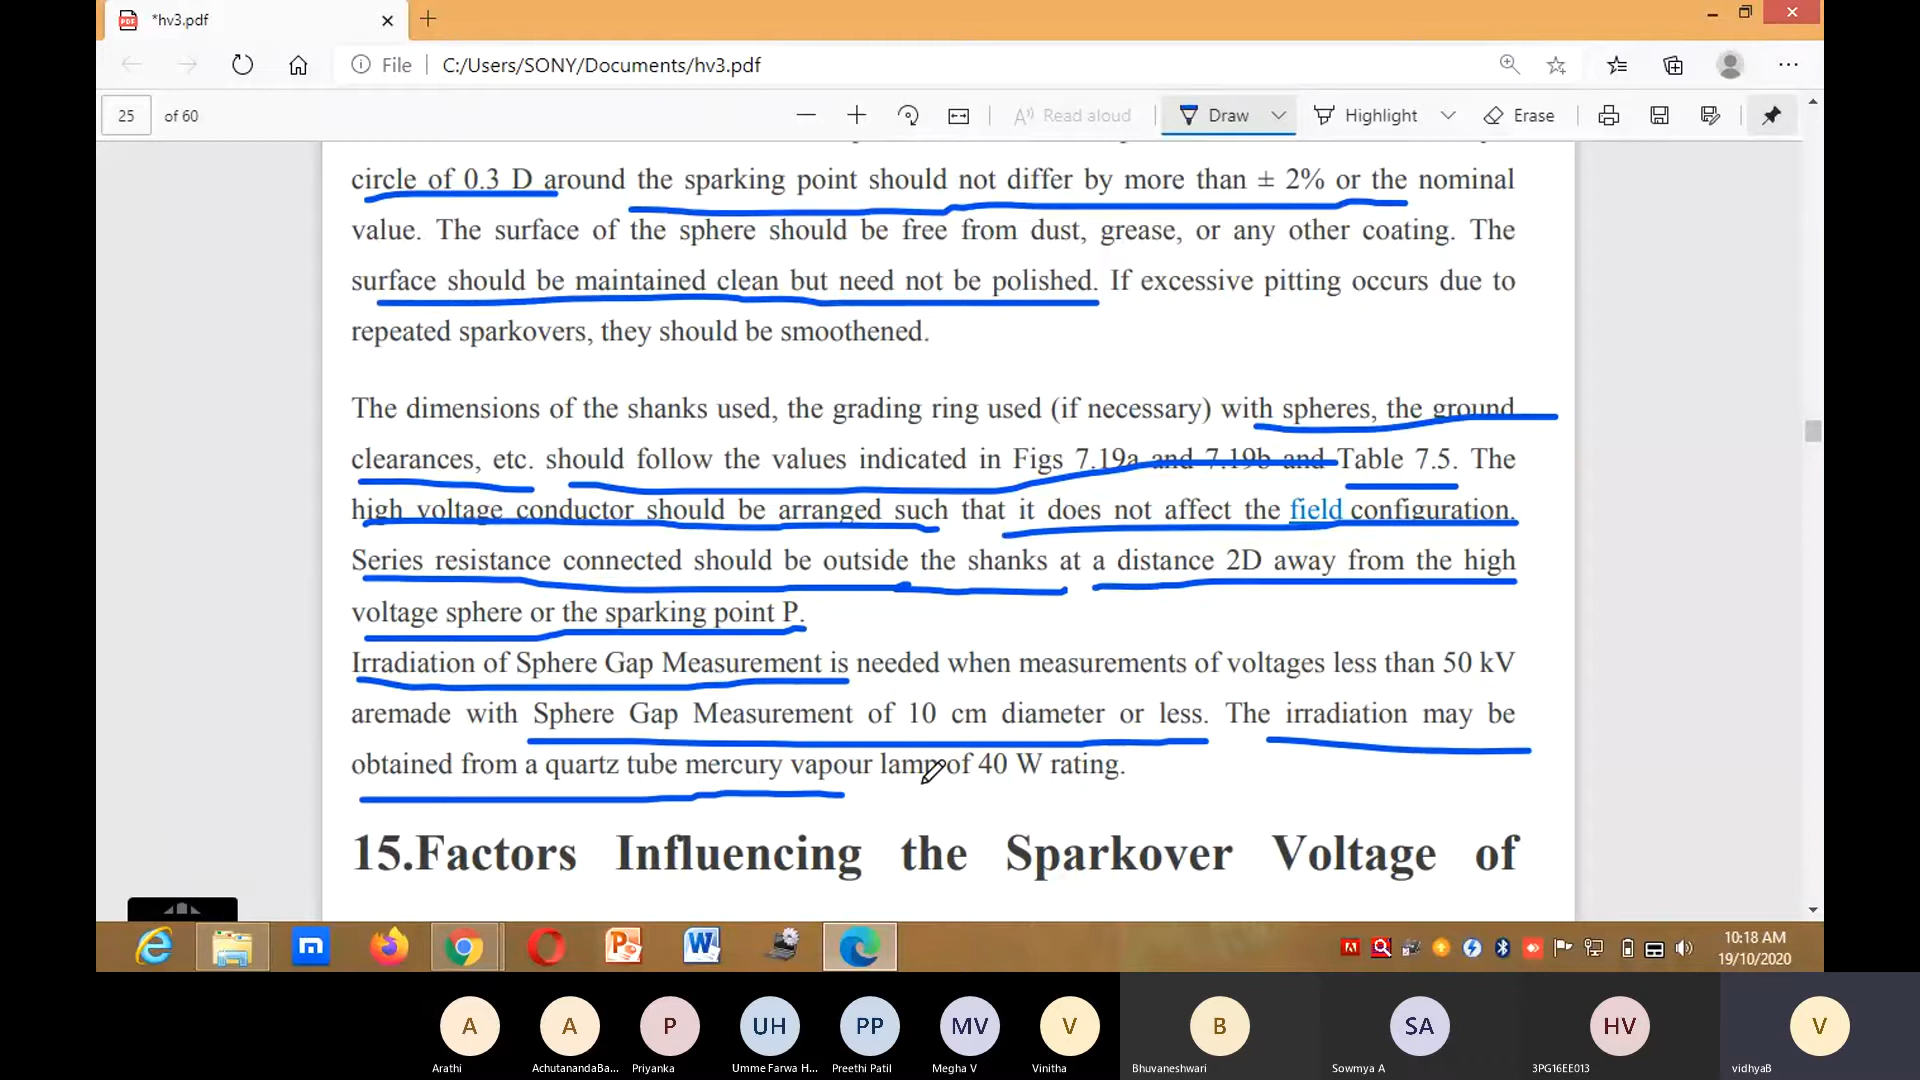 *hv3.pdf
File C:/Users/SONY/Documents/hv3.pdf
25 of 60 Read aloud Draw Highlight Erase
circle of 0.3 D around the sparking point should not differ by more than ± 2% or the nominal
value. The surface of the sphere should be free from dust, grease, or any other coating. The
surface should be maintained clean but need not be polished. If excessive pitting occurs due to
repeated sparkovers, they should be smoothened.
The dimensions of the shanks used, the grading ring used (if necessary) with spheres, the ground
clearances, etc. should follow the values indicated in Figs 7.19a and 7.19b and Table 7.5. The
high voltage conductor should be arranged such that it does not affect the field configuration.
Series resistance connected should be outside the shanks at a distance 2D away from the high
voltage sphere or the sparking point P.
Irradiation of Sphere Gap Measurement is needed when measurements of voltages less than 50 kV
aremade with Sphere Gap Measurement of 10 cm diameter or less. The irradiation may be
obtained from a quartz tube mercury vapour lamp of 40 W rating.
15.Factors Influencing the Sparkover Voltage of
10:18 AM
19/10/2020
A A P UH PP MV V B SA HV V
Arathi AchutanandaBa... Priyanka Umme Farwa H... Preethi Patil Megha V Vinitha Bhuvaneshwari Sowmya A 3PG16EE013 vidhyaB